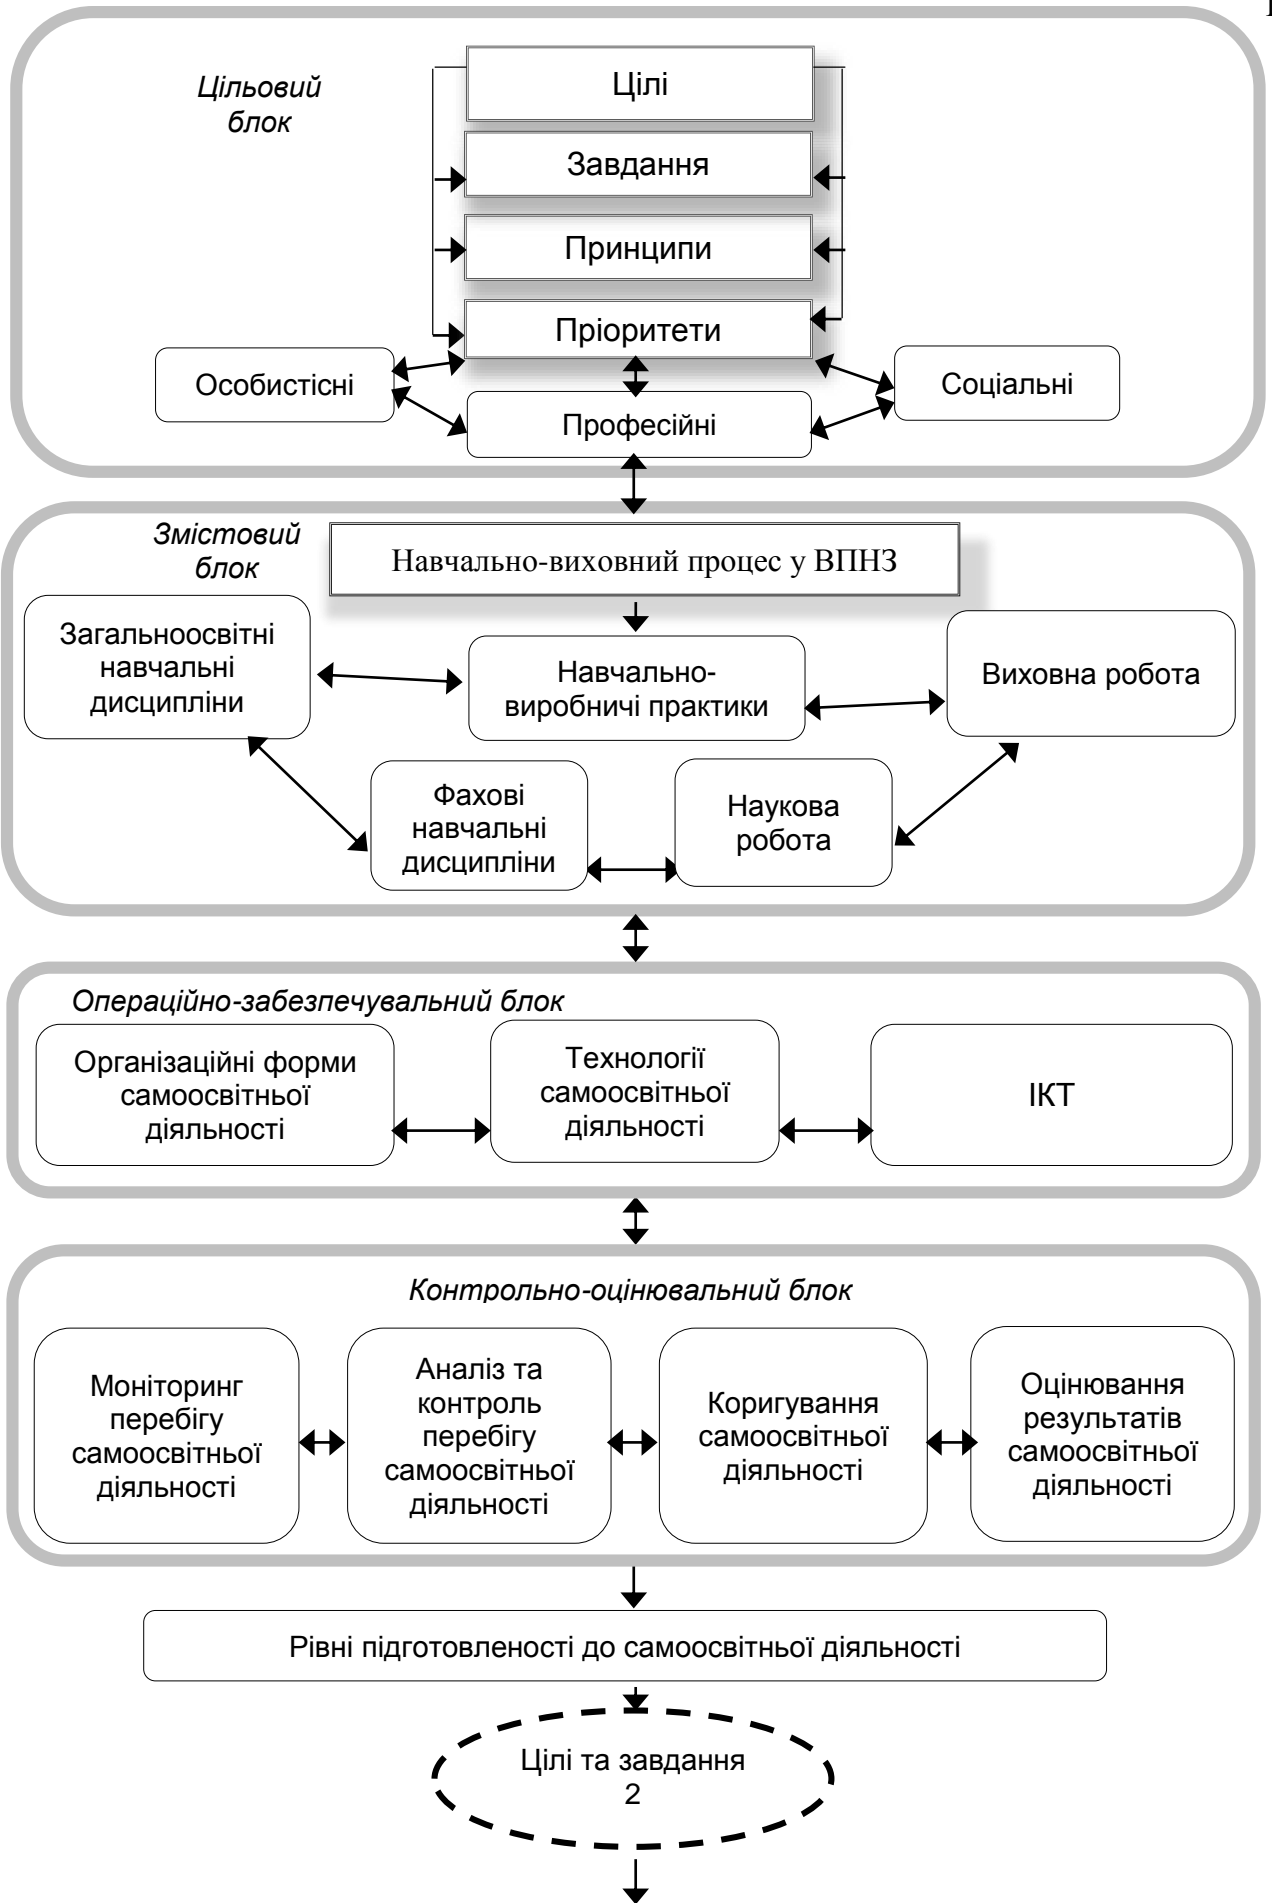 Цільовий
блок
Цілі
Завдання
Принципи
Пріоритети
Особистісні
Соціальні
Професійні
Змістовий
блок
Навчально-виховний процес у ВПНЗ
Загальноосвітні
навчальні
дисципліни
Навчально-
виробничі практики
Виховна робота
Фахові
навчальні
дисципліни
Наукова
робота
Операційно-забезпечувальний блок
Організаційні форми
самоосвітньої
діяльності
Технології
самоосвітньої
діяльності
ІКТ
Контрольно-оцінювальний блок
Моніторинг
перебігу
самоосвітньої
діяльності
Аналіз та
контроль
перебігу
самоосвітньої
діяльності
Коригування
самоосвітньої
діяльності
Оцінювання
результатів
самоосвітньої
діяльності
Рівні підготовленості до самоосвітньої діяльності
Цілі та завдання
2